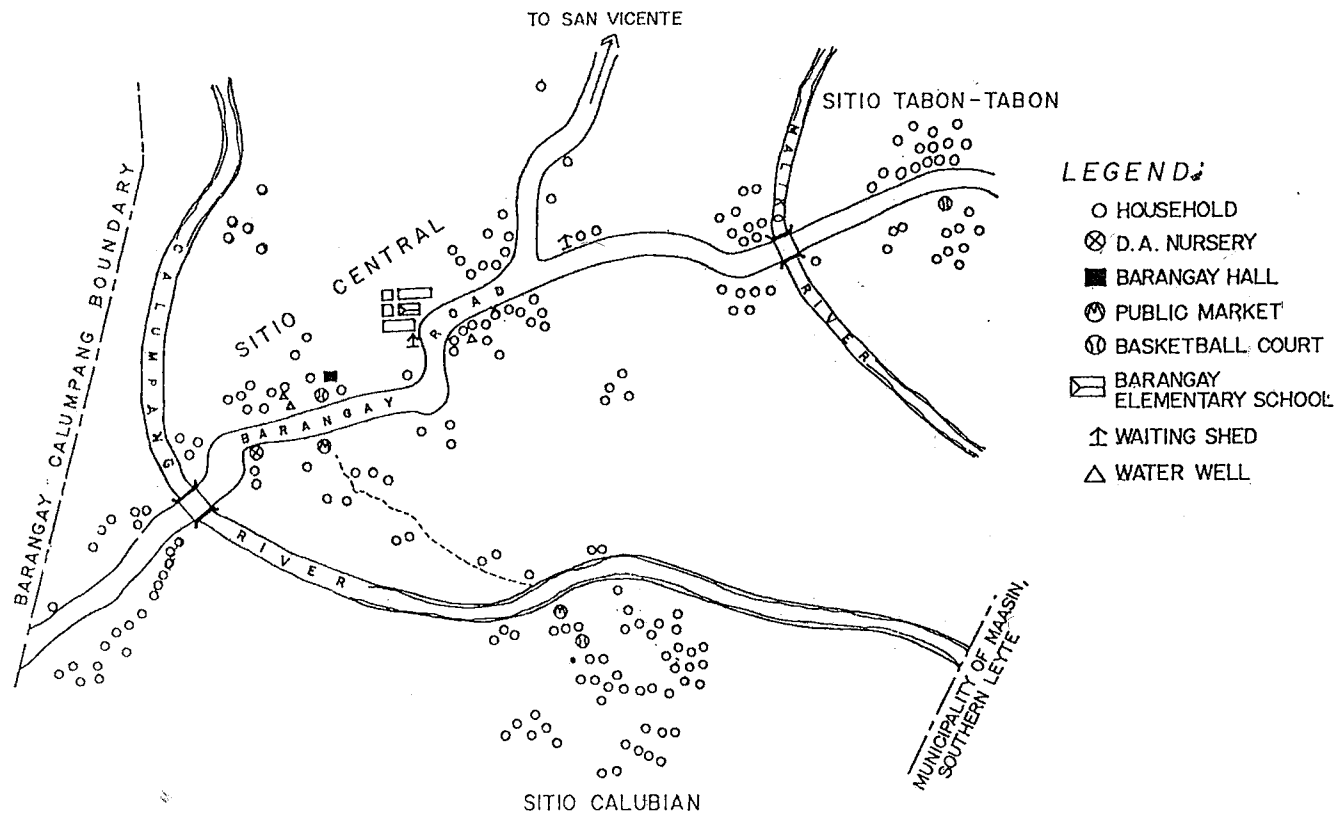 TO SAN VICENTE
SITIO TABON-TABON
MALIKO
RIVER
BARANGAY CALUMPANG BOUNDARY
CALUMPANG
RIVER
SITIO CENTRAL
BARANGAY ROAD
LEGEND:
HOUSEHOLD
D.A. NURSERY
BARANGAY HALL
PUBLIC MARKET
BASKETBALL COURT
BARANGAY
ELEMENTARY SCHOOL
WAITING SHED
WATER WELL
MUNICIPALITY OF MAASIN,
SOUTHERN LEYTE
SITIO CALUBIAN